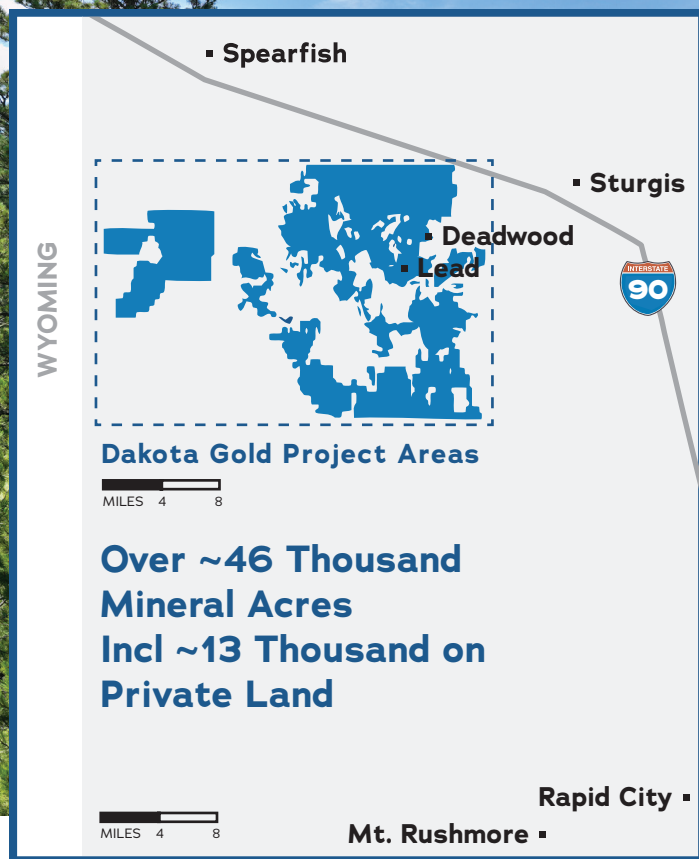 Spearfish
Sturgis
Deadwood
Lead
INTERSTATE
90
WYOMING
Dakota Gold Project Areas
MILES 4 8
Over ~46 Thousand
Mineral Acres
Incl ~13 Thousand on
Private Land
Rapid City
MILES 4 8
Mt. Rushmore